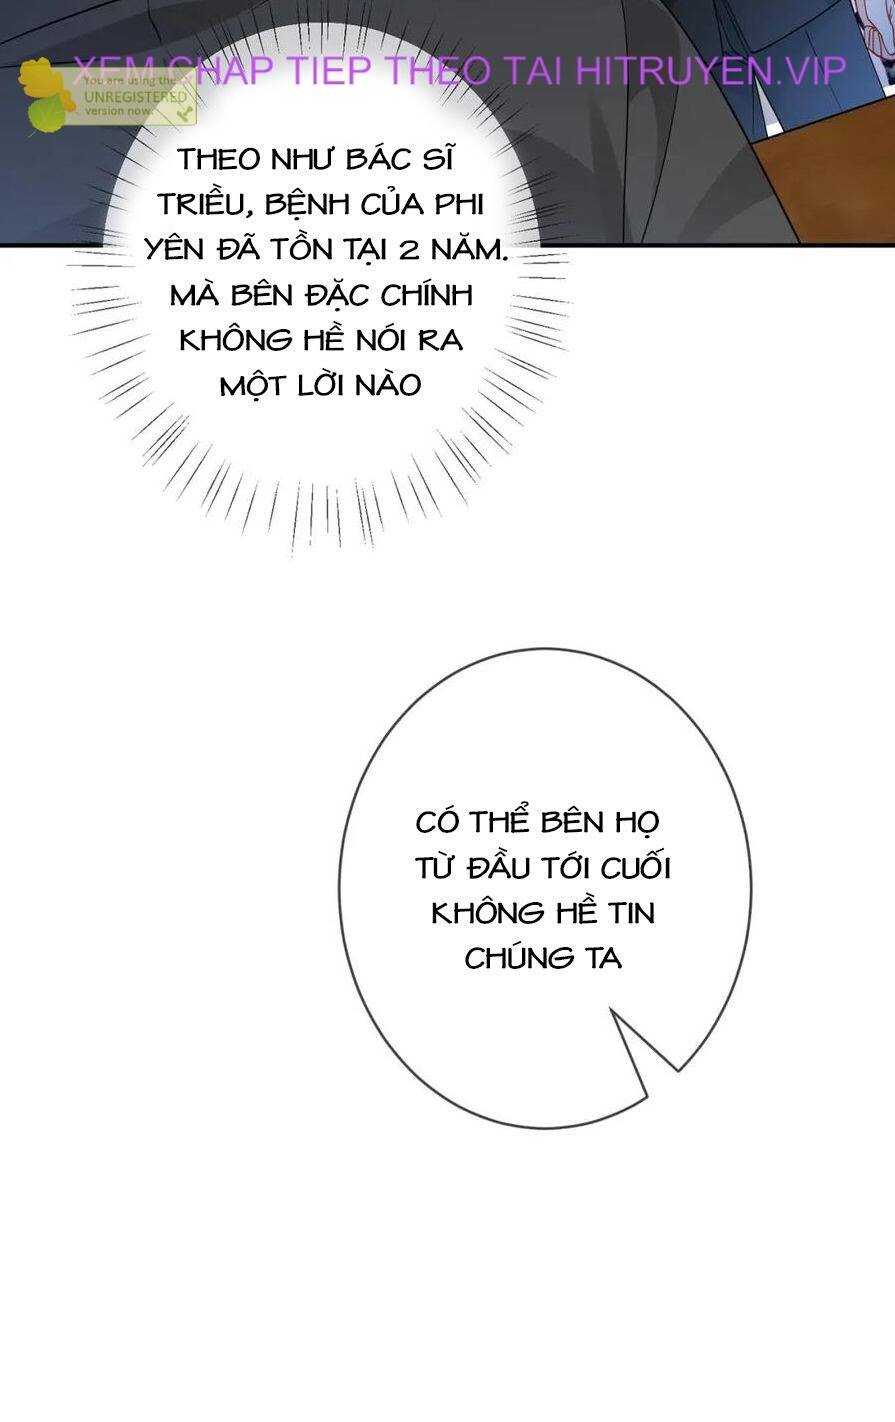 XEM CHAP TIEP THEO TAI HITRUYEN.VIP
You are using the
UNREGISTERED
version now.
THEO NHƯ BÁC SĨ
TRIỀU, BỆNH CỦA PHI
YÊN ĐÃ TỒN TẠI 2 NĂM.
MÀ BÊN ĐẶC CHÍNH
KHÔNG HỀ NÓI RA
MỘT LỜI NÀO
CÓ THỂ BÊN HỌ
TỪ ĐẦU TỚI CUỐI
KHÔNG HỀ TIN
CHÚNG TA